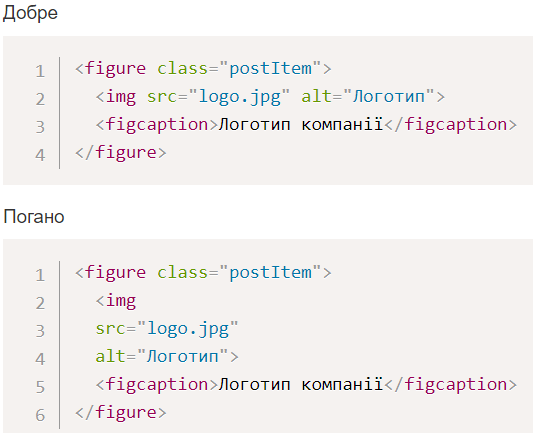 Добре
1 <figure class="postItem">
2 <img src="logo.jpg" alt="Логотип">
3 <figcaption>Логотип компанії</figcaption>
4 </figure>
Погано
1 <figure class="postItem">
2 <img
3 src="logo.jpg"
4 alt="Логотип">
5 <figcaption>Логотип компанії</figcaption>
6 </figure>